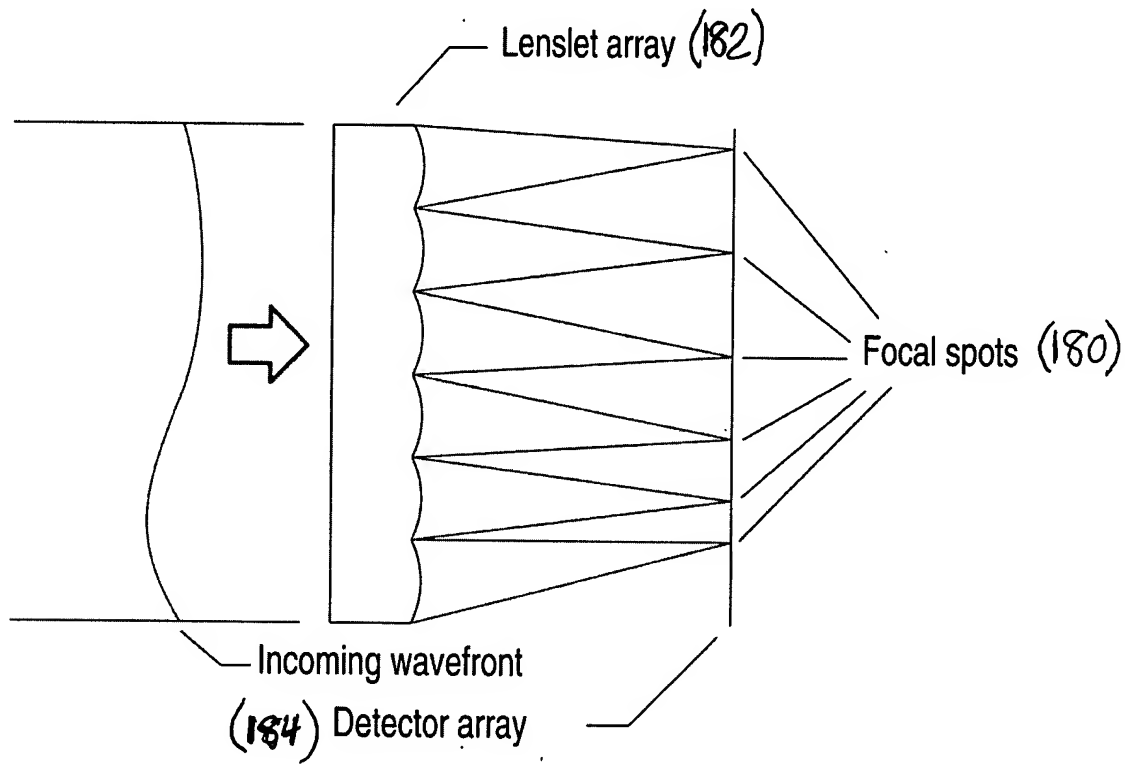 Lenslet array (182)
Focal spots (180)
Incoming wavefront
(184) Detector array